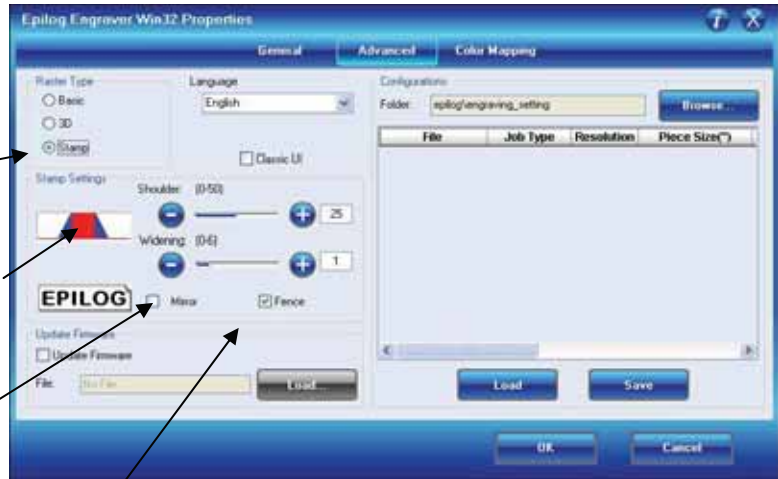 Epilog Engraver Win32 Properties
General Advanced Color Mapping
Raster Type
Basic
3D
Stamp
Language
English
Classic UI
Stamp Settings
Shoulder: (0-50)
25
Widening: (0-6)
1
EPILOG
Mirror
Fence
Update Firmware
Update Firmware
File: No File
Load...
Configurations
Folder: epilog\engraving_setting
Browse...
File Job Type Resolution Piece Size(")
Load Save
OK Cancel